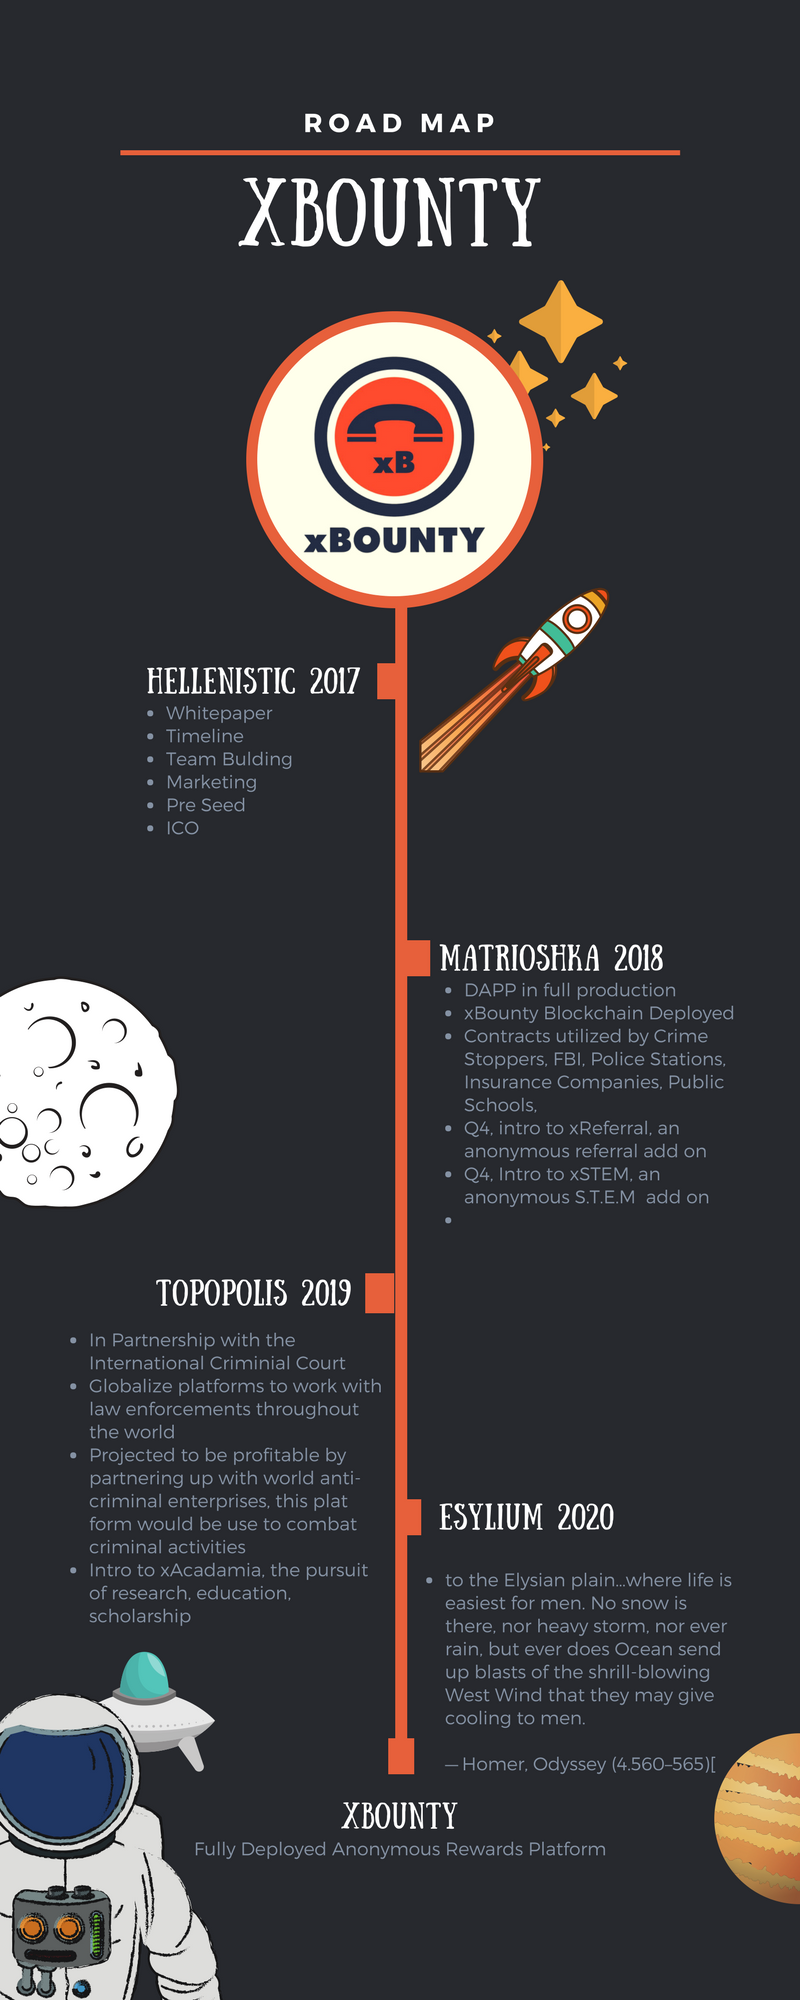 ROAD MAP
XBOUNTY
xB
xBOUNTY
HELLENISTIC 2017
• Whitepaper
• Timeline
• Team Bulding
• Marketing
• Pre Seed
• ICO
MATRIOSHKA 2018
• DAPP in full production
• xBounty Blockchain Deployed
• Contracts utilized by Crime
Stoppers, FBI, Police Stations,
Insurance Companies, Public
Schools,
• Q4, intro to xReferral, an
anonymous referral add on
• Q4, Intro to xSTEM, an
anonymous S.T.E.M  add on
•
TOPOPOLIS 2019
• In Partnership with the
International Criminial Court
• Globalize platforms to work with
law enforcements throughout
the world
• Projected to be profitable by
partnering up with world anti-
criminal enterprises, this plat
form would be use to combat
criminal activities
• Intro to xAcadamia, the pursuit
of research, education,
scholarship
ESYLIUM 2020
• to the Elysian plain...where life is
easiest for men. No snow is
there, nor heavy storm, nor ever
rain, but ever does Ocean send
up blasts of the shrill-blowing
West Wind that they may give
cooling to men.
— Homer, Odyssey (4.560–565)[
XBOUNTY
Fully Deployed Anonymous Rewards Platform